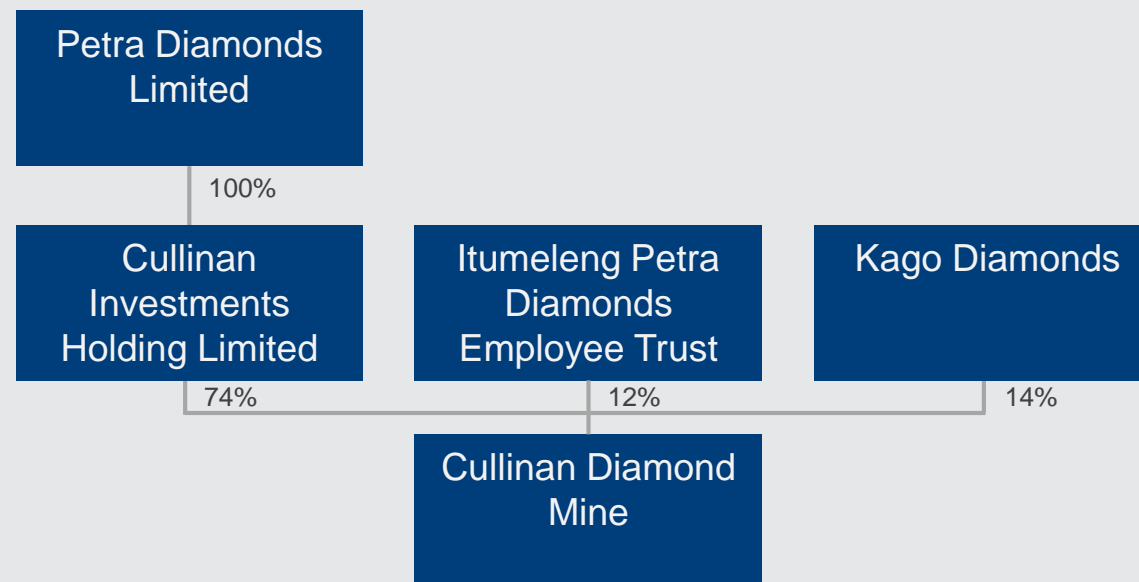 Petra Diamonds
Limited
100%
Cullinan
Investments
Holding Limited
Itumeleng Petra
Diamonds
Employee Trust
Kago Diamonds
74%
12%
14%
Cullinan Diamond
Mine